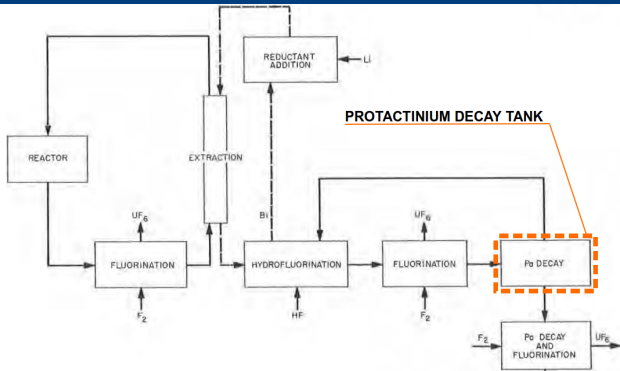 REDUCTANT
ADDITION
Li
PROTACTINIUM DECAY TANK
REACTOR
EXTRACTION
UF6
Bi
UF6
FLUORINATION
HYDROFLUORINATION
FLUORINATION
Pa DECAY
F2
HF
F2
F2
Pa DECAY
AND
FLUORINATION
UF6